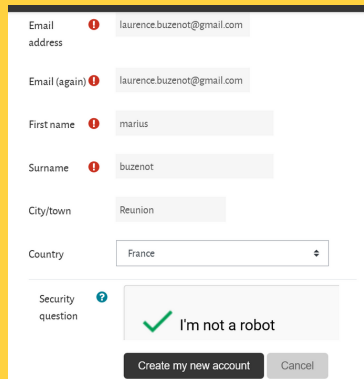 Email address laurence.buzenot@gmail.com
Email (again) laurence.buzenot@gmail.com
First name marius
Surname buzenot
City/town Reunion
Country France
Security question
I'm not a robot
Create my new account Cancel